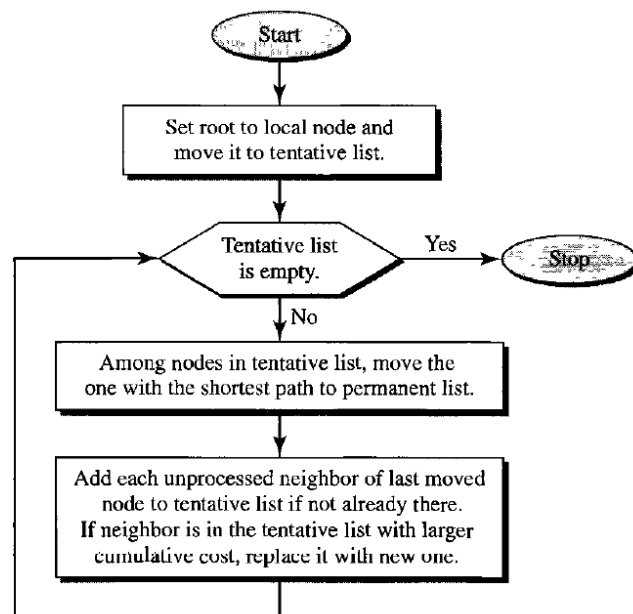 Start
Set root to local node and
move it to tentative list.
Tentative list
is empty.
Yes
Stop
No
Among nodes in tentative list, move the
one with the shortest path to permanent list.
Add each unprocessed neighbor of last moved
node to tentative list if not already there.
If neighbor is in the tentative list with larger
cumulative cost, replace it with new one.